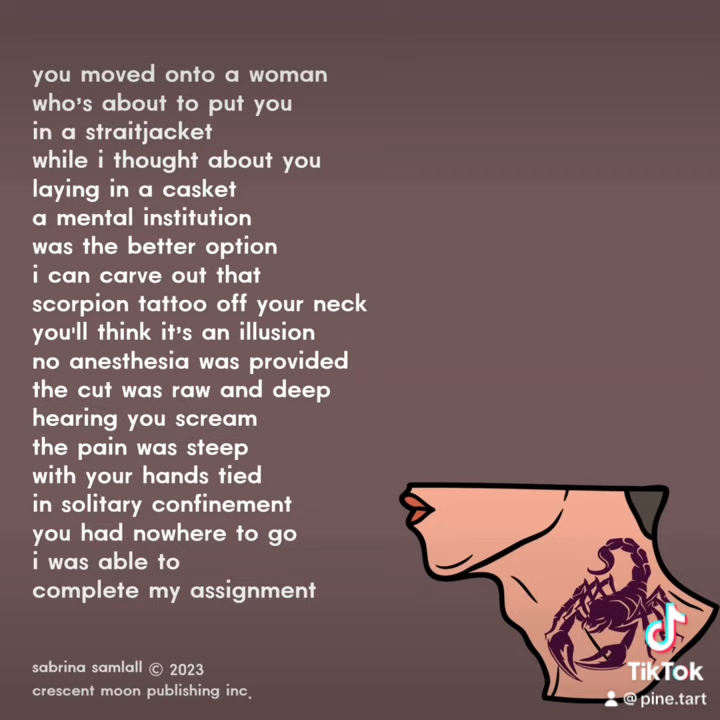 you moved onto a woman
who's about to put you
in a straitjacket
while i thought about you
laying in a casket
a mental institution
was the better option
i can carve out that
scorpion tattoo off your neck
you'll think it's an illusion
no anesthesia was provided
the cut was raw and deep
hearing you scream
the pain was steep
with your hands tied
in solitary confinement
you had nowhere to go
i was able to
complete my assignment
sabrina samlall © 2023
crescent moon publishing inc.
TikTok
@pine.tart